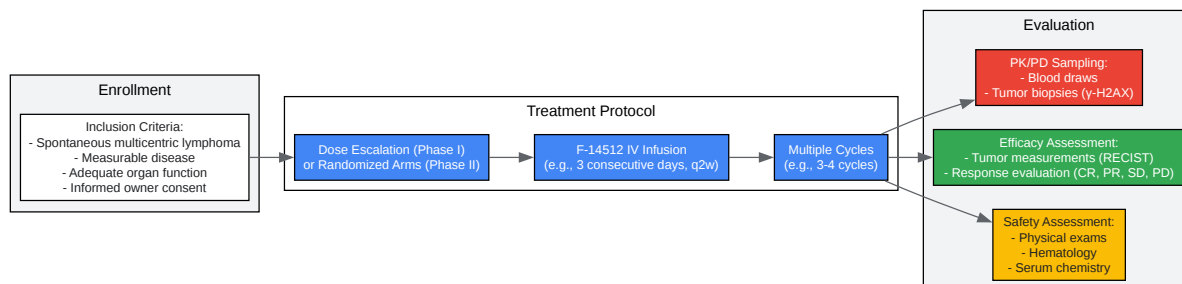 Enrollment
Inclusion Criteria:
- Spontaneous multicentric lymphoma
- Measurable disease
- Adequate organ function
- Informed owner consent
Treatment Protocol
Dose Escalation (Phase I)
or Randomized Arms (Phase II)
F-14512 IV Infusion
(e.g., 3 consecutive days, q2w)
Multiple Cycles
(e.g., 3-4 cycles)
Evaluation
PK/PD Sampling:
- Blood draws
- Tumor biopsies (γ-H2AX)
Efficacy Assessment:
- Tumor measurements (RECIST)
- Response evaluation (CR, PR, SD, PD)
Safety Assessment:
- Physical exams
- Hematology
- Serum chemistry